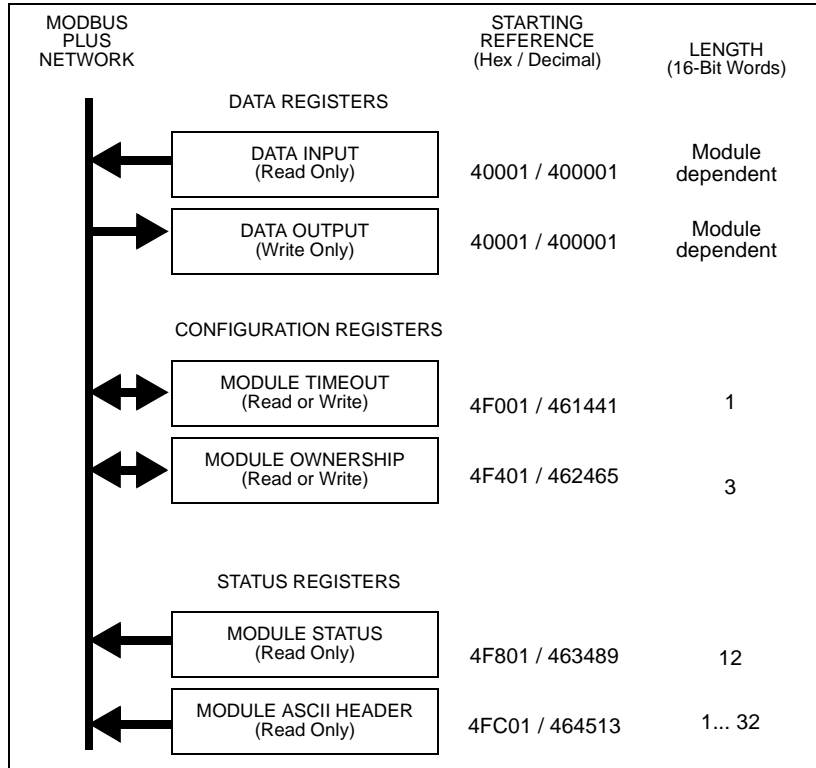 MODBUS
PLUS
NETWORK
STARTING
REFERENCE
(Hex / Decimal)
LENGTH
(16-Bit Words)
DATA REGISTERS
DATA INPUT
(Read Only)
40001 / 400001
Module
dependent
DATA OUTPUT
(Write Only)
40001 / 400001
Module
dependent
CONFIGURATION REGISTERS
MODULE TIMEOUT
(Read or Write)
4F001 / 461441
1
MODULE OWNERSHIP
(Read or Write)
4F401 / 462465
3
STATUS REGISTERS
MODULE STATUS
(Read Only)
4F801 / 463489
12
MODULE ASCII HEADER
(Read Only)
4FC01 / 464513
1... 32